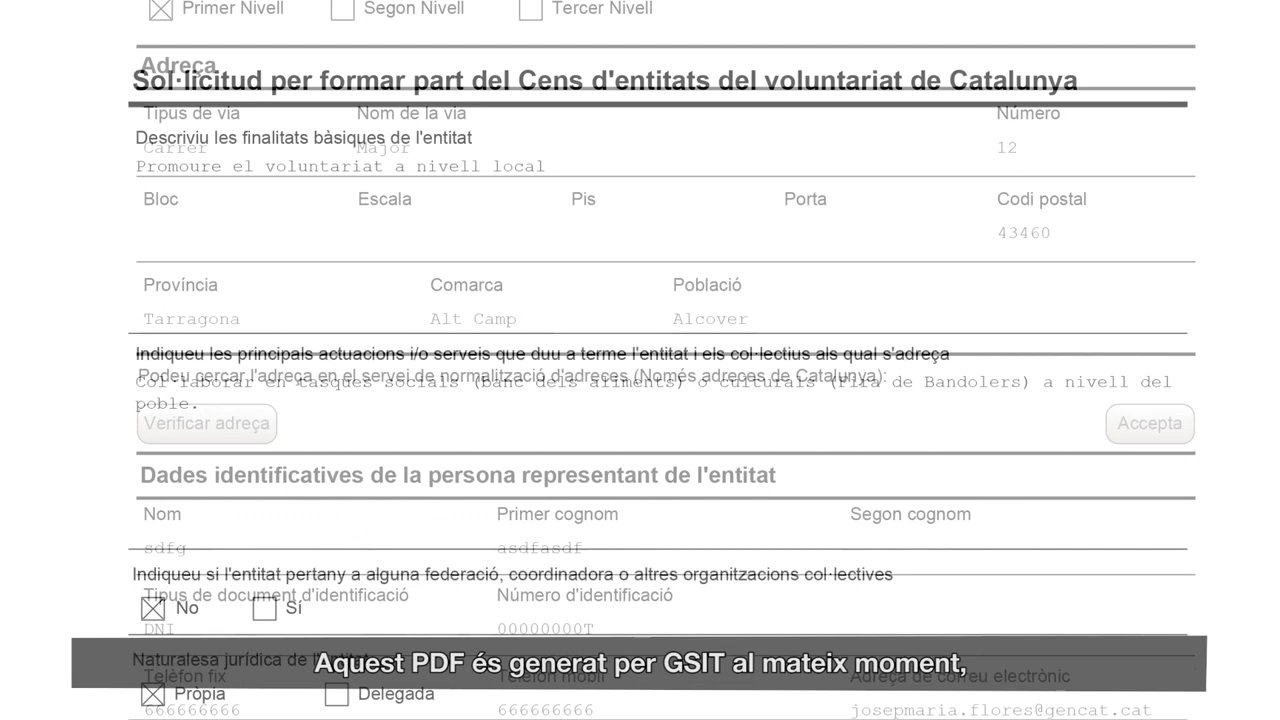 Primer Nivell Segon Nivell Tercer Nivell
Adreça
Sol·licitud per formar part del Cens d'entitats del voluntariat de Catalunya
Tipus de via Nom de la via Número
Descriviu les finalitats bàsiques de l'entitat
Carrer Major 12
Promoure el voluntariat a nivell local
Bloc Escala Pis Porta Codi postal
43460
Província Comarca Població
Tarragona Alt Camp Alcover
Indiqueu les principals actuacions i/o serveis que duu a terme l'entitat i els col·lectius als qual s'adreça
Podeu cercar l'adreça en el servei de normalització d'adreces (Només adreces de Catalunya):
Col·laborar en tasques socials (banc dels aliments) o culturals (Fira de Bandolers) a nivell del
poble.
Verificar adreça Accepta
Dades identificatives de la persona representant de l'entitat
Nom Primer cognom Segon cognom
sdfg asdfasdf
Indiqueu si l'entitat pertany a alguna federació, coordinadora o altres organitzacions col·lectives
Tipus de document d'identificació Número d'identificació
No Sí
DNI 00000000T
Naturalesa jurídica de l'entitat
Aquest PDF és generat per GSIT al mateix moment,
Telèfon fix Telèfon mòbil Adreça de correu electrònic
Pròpia Delegada
666666666 666666666 josepmaria.flores@gencat.cat